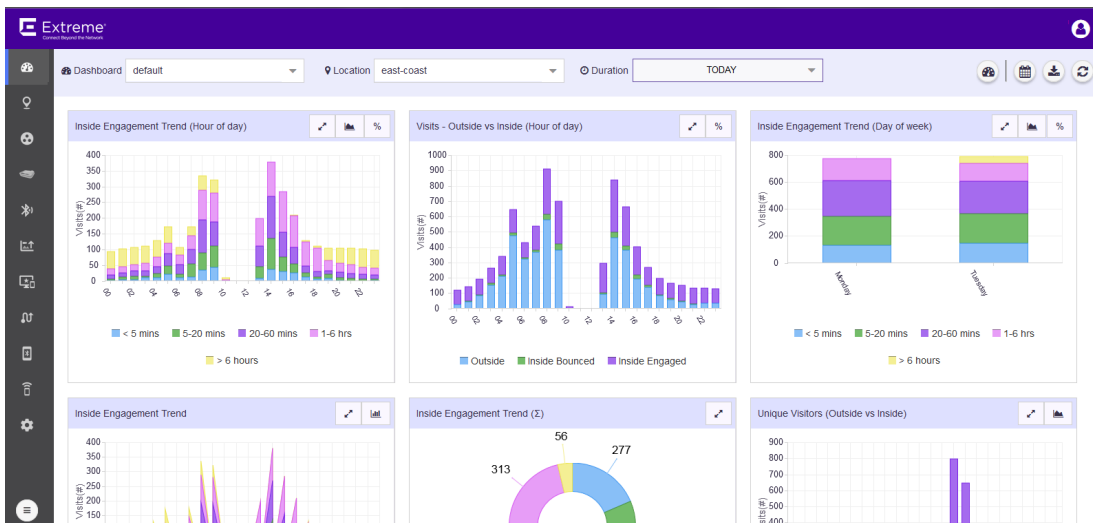 Extreme
Connect Beyond the Network
Dashboard default Location east-coast Duration TODAY
Inside Engagement Trend (Hour of day) %
Visits(#)
400
350
300
250
200
150
100
50
0
00 02 04 06 08 10 12 14 16 18 20 22
< 5 mins 5-20 mins 20-60 mins 1-6 hrs
> 6 hours
Visits - Outside vs Inside (Hour of day) %
Visits(#)
1000
900
800
700
600
500
400
300
200
100
0
00 02 04 06 08 10 12 14 16 18 20 22
Outside Inside Bounced Inside Engaged
Inside Engagement Trend (Day of week) %
Visits(#)
800
600
400
200
0
Monday Tuesday
< 5 mins 5-20 mins 20-60 mins 1-6 hrs
> 6 hours
Inside Engagement Trend
Visits(#)
400
350
300
250
200
150
Inside Engagement Trend (Σ)
56
277
313
Unique Visitors (Outside vs Inside)
900
800
700
600
500
400